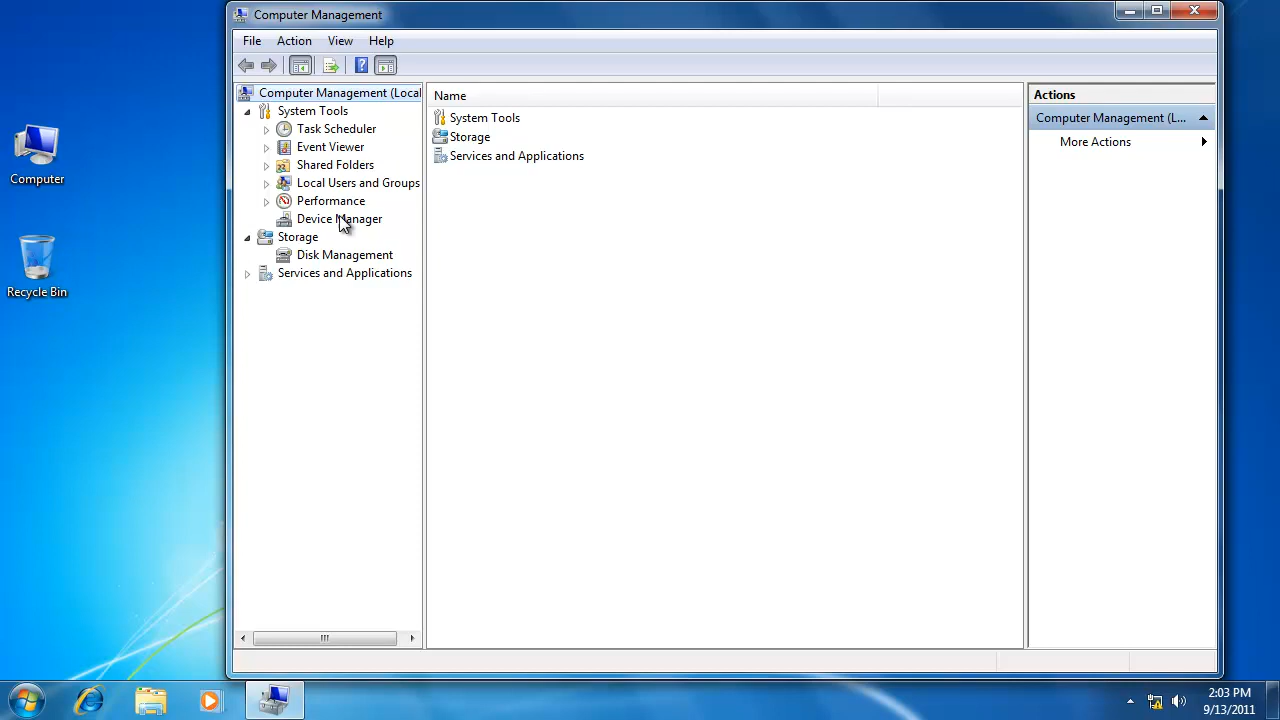 Computer Management
File Action View Help
Computer Management (Local
System Tools
Task Scheduler
Event Viewer
Shared Folders
Local Users and Groups
Performance
Device Manager
Storage
Disk Management
Services and Applications
Name
System Tools
Storage
Services and Applications
Actions
Computer Management (L...
More Actions
Computer
Recycle Bin
2:03 PM
9/13/2011